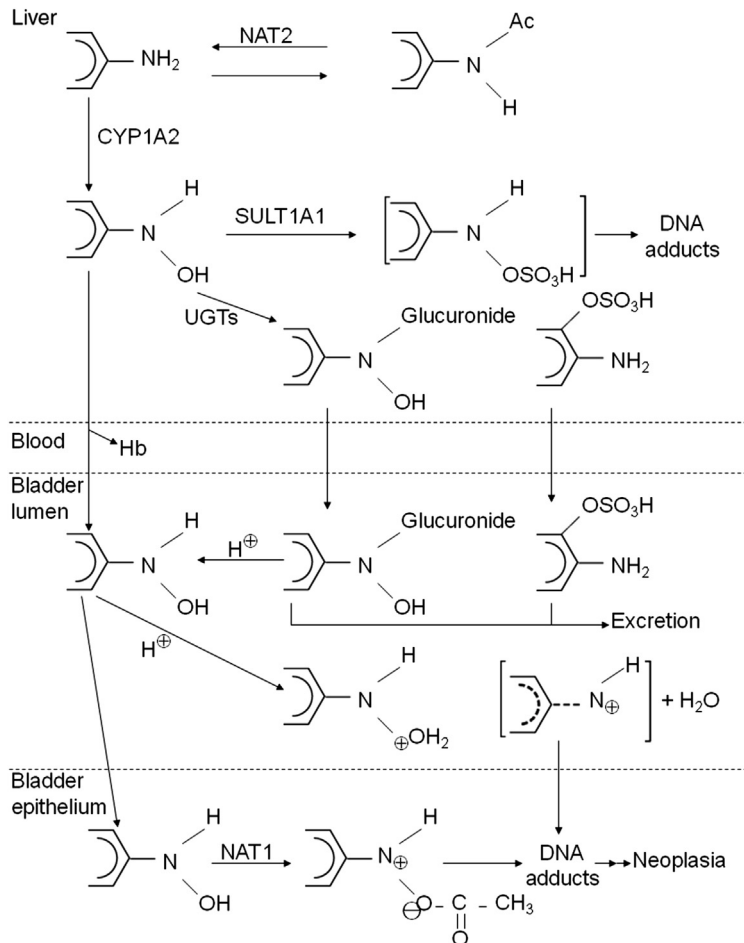 Liver
Ac
NAT2
NH2
N
H
CYP1A2
H
H
SULT1A1
N
N
DNA
adducts
OH
OSO3H
OSO3H
UGTs
Glucuronide
N
NH2
OH
Blood
Hb
Bladder
lumen
OSO3H
H
Glucuronide
H⊕
N
N
NH2
OH
OH
Excretion
H⊕
H
H
N
N⊕
+ H2O
⊕OH2
Bladder
epithelium
H
H
NAT1
N
N⊕
DNA
adducts
Neoplasia
OH
⊖O - C - CH3
O